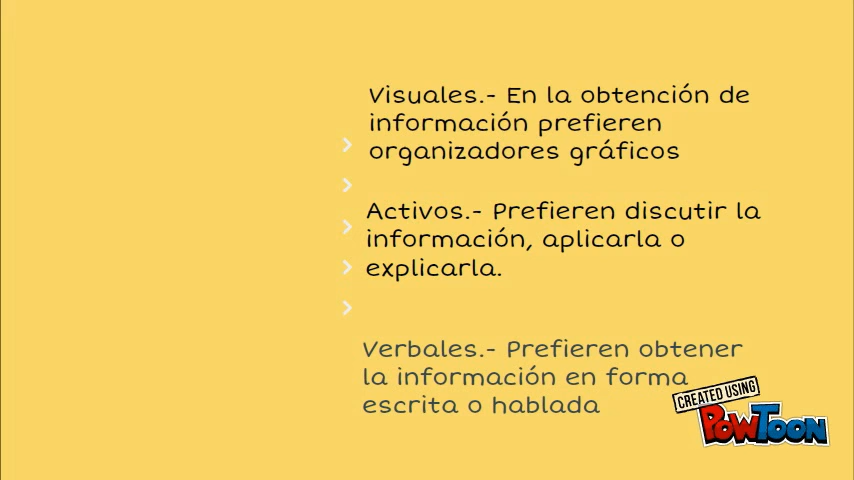 Visuales.- En la obtención de
información prefieren
organizadores gráficos
Activos.- Prefieren discutir la
información, aplicarla o
explicarla.
Verbales.- Prefieren obtener
la información en forma
escrita o hablada
CREATED USING
POWTOON